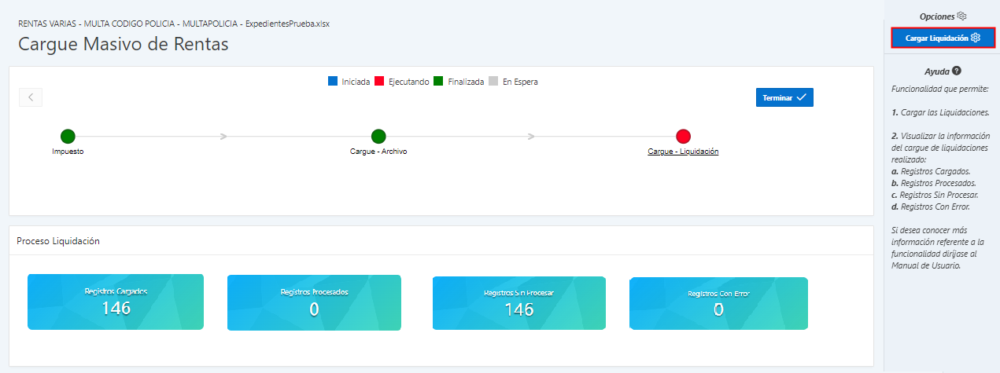 RENTAS VARIAS - MULTA CODIGO POLICIA - MULTAPOLICIA - ExpedientesPrueba.xlsx
Cargue Masivo de Rentas
Iniciada Ejecutando Finalizada En Espera
Terminar
Impuesto
Cargue - Archivo
Cargue - Liquidación
Proceso Liquidación
Registros Cargados
146
Registros Procesados
0
Registros Sin Procesar
146
Registros Con Error
0
Opciones
Cargar Liquidación
Ayuda
Funcionalidad que permite:
1. Cargar las Liquidaciones.
2. Visualizar la información
del cargue de liquidaciones
realizado:
a. Registros Cargados.
b. Registros Procesados.
c. Registros Sin Procesar.
d. Registros Con Error.
Si desea conocer más
información referente a la
funcionalidad diríjase al
Manual de Usuario.